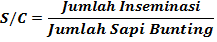 S/C = Jumlah Inseminasi
Jumlah Sapi Bunting